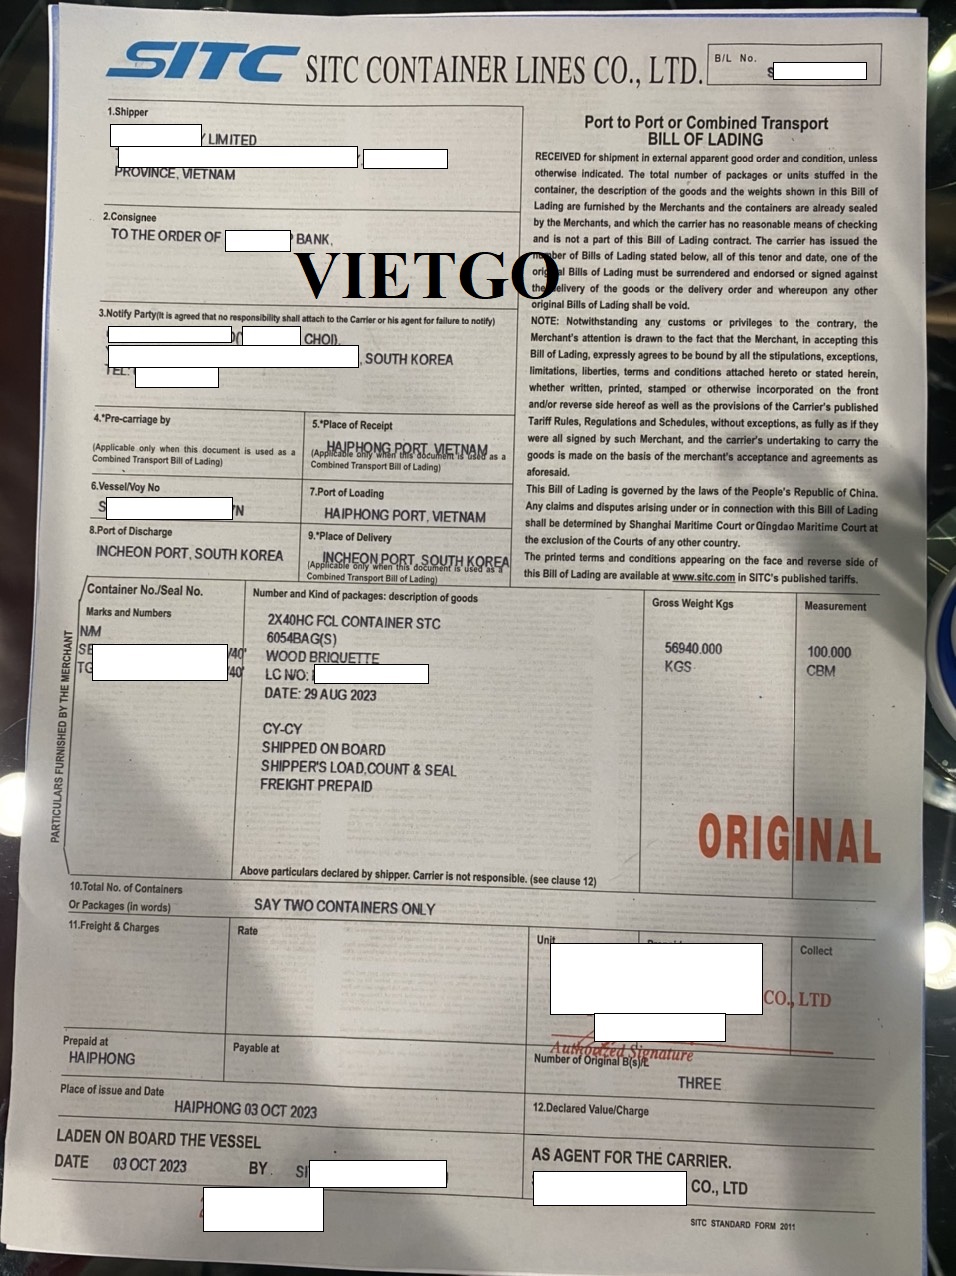 SITC SITC CONTAINER LINES CO., LTD.
B/L No.
S
1.Shipper
LIMITED
PROVINCE, VIETNAM
2.Consignee
TO THE ORDER OF BANK,
VIETGO
3.Notify Party(It is agreed that no responsibility shall attach to the Carrier or his agent for failure to notify)
CHOI),
, SOUTH KOREA
TEL:
4.*Pre-carriage by
(Applicable only when this document is used as a
Combined Transport Bill of Lading)
5.*Place of Receipt
HAIPHONG PORT, VIETNAM
(Applicable only when this document is used as a
Combined Transport Bill of Lading)
6.Vessel/Voy No
S 'N
7.Port of Loading
HAIPHONG PORT, VIETNAM
8.Port of Discharge
INCHEON PORT, SOUTH KOREA
9.*Place of Delivery
INCHEON PORT, SOUTH KOREA
(Applicable only when this document is used as a
Combined Transport Bill of Lading)
Port to Port or Combined Transport
BILL OF LADING
RECEIVED for shipment in external apparent good order and condition, unless
otherwise indicated. The total number of packages or units stuffed in the
container, the description of the goods and the weights shown in this Bill of
Lading are furnished by the Merchants and the containers are already sealed
by the Merchants, and which the carrier has no reasonable means of checking
and is not a part of this Bill of Lading contract. The carrier has issued the
number of Bills of Lading stated below, all of this tenor and date, one of the
original Bills of Lading must be surrendered and endorsed or signed against
the delivery of the goods or the delivery order and whereupon any other
original Bills of Lading shall be void.
NOTE: Notwithstanding any customs or privileges to the contrary, the
Merchant's attention is drawn to the fact that the Merchant, in accepting this
Bill of Lading, expressly agrees to be bound by all the stipulations, exceptions,
limitations, liberties, terms and conditions attached hereto or stated herein,
whether written, printed, stamped or otherwise incorporated on the front
and/or reverse side hereof as well as the provisions of the Carrier's published
Tariff Rules, Regulations and Schedules, without exceptions, as fully as if they
were all signed by such Merchant, and the carrier's undertaking to carry the
goods is made on the basis of the merchant's acceptance and agreements as
aforesaid.
This Bill of Lading is governed by the laws of the People's Republic of China.
Any claims and disputes arising under or in connection with this Bill of Lading
shall be determined by Shanghai Maritime Court or Qingdao Maritime Court at
the exclusion of the Courts of any other country.
The printed terms and conditions appearing on the face and reverse side of
this Bill of Lading are available at www.sitc.com in SITC's published tariffs.
PARTICULARS FURNISHED BY THE MERCHANT
Container No./Seal No.
Marks and Numbers
N/M
SE /40'
TG /40'
Number and Kind of packages: description of goods
2X40HC FCL CONTAINER STC
6054BAG(S)
WOOD BRIQUETTE
LC N/O:
DATE: 29 AUG 2023
CY-CY
SHIPPED ON BOARD
SHIPPER'S LOAD,COUNT & SEAL
FREIGHT PREPAID
Gross Weight Kgs
56940.000
KGS
Measurement
100.000
CBM
ORIGINAL
Above particulars declared by shipper. Carrier is not responsible. (see clause 12)
10.Total No. of Containers
Or Packages (in words)
SAY TWO CONTAINERS ONLY
11.Freight & Charges
Rate
Unit
Collect
CO., LTD
Authorized Signature
Prepaid at
HAIPHONG
Payable at
Number of Original B(s)/L
THREE
Place of issue and Date
HAIPHONG 03 OCT 2023
12.Declared Value/Charge
LADEN ON BOARD THE VESSEL
DATE 03 OCT 2023 BY SI
AS AGENT FOR THE CARRIER.
CO., LTD
SITC STANDARD FORM 2011